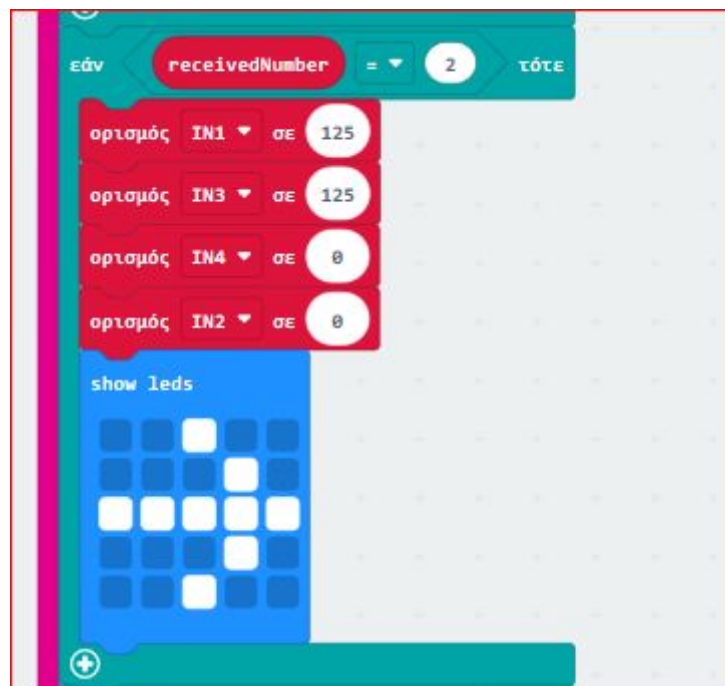 εάν receivedNumber = 2 τότε
ορισμός IN1 σε 125
ορισμός IN3 σε 125
ορισμός IN4 σε 0
ορισμός IN2 σε 0
show leds